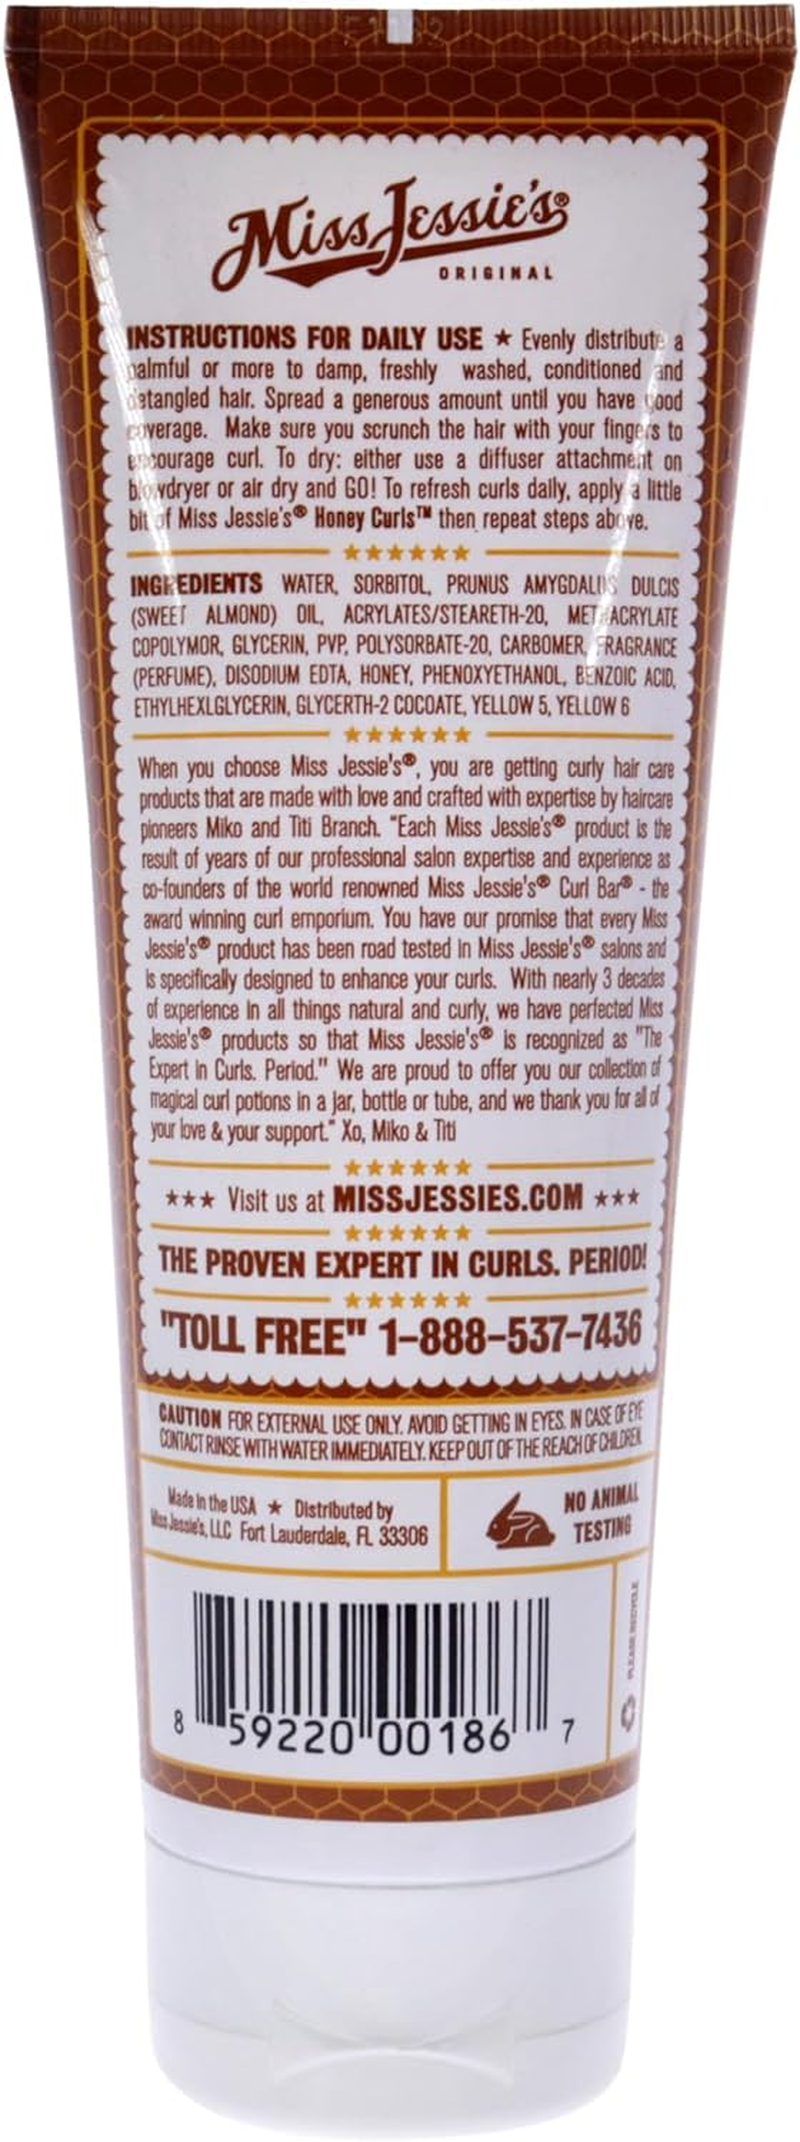 Miss Jessie's®
ORIGINAL
INSTRUCTIONS FOR DAILY USE ★ Evenly distribute a
palmful or more to damp, freshly washed, conditioned and
detangled hair. Spread a generous amount until you have good
coverage. Make sure you scrunch the hair with your fingers to
encourage curl. To dry: either use a diffuser attachment on
blowdryer or air dry and GO! To refresh curls daily, apply a little
bit of Miss Jessie's® Honey Curls™ then repeat steps above.
★★★★★★
INGREDIENTS WATER, SORBITOL, PRUNUS AMYGDALUS DULCIS
(SWEET ALMOND) OIL, ACRYLATES/STEARETH-20, METHACRYLATE
COPOLYMOR, GLYCERIN, PVP, POLYSORBATE-20, CARBOMER, FRAGRANCE
(PERFUME), DISODIUM EDTA, HONEY, PHENOXYETHANOL, BENZOIC ACID,
ETHYLHEXLGLYCERIN, GLYCERTH-2 COCOATE, YELLOW 5, YELLOW 6
★★★★★★
When you choose Miss Jessie's®, you are getting curly hair care
products that are made with love and crafted with expertise by haircare
pioneers Miko and Titi Branch. "Each Miss Jessie's® product is the
result of years of our professional salon expertise and experience as
co-founders of the world renowned Miss Jessie's® Curl Bar® - the
award winning curl emporium. You have our promise that every Miss
Jessie's® product has been road tested in Miss Jessie's® salons and
is specifically designed to enhance your curls. With nearly 3 decades
of experience in all things natural and curly, we have perfected Miss
Jessie's® products so that Miss Jessie's® is recognized as "The
Expert in Curls. Period." We are proud to offer you our collection of
magical curl potions in a jar, bottle or tube, and we thank you for all of
your love & your support." Xo, Miko & Titi
★★★★★★
★★★ Visit us at MISSJESSIES.COM ★★★
★★★★★★
THE PROVEN EXPERT IN CURLS. PERIOD!
★★★★★★
"TOLL FREE" 1-888-537-7436
CAUTION FOR EXTERNAL USE ONLY. AVOID GETTING IN EYES. IN CASE OF EYE
CONTACT RINSE WITH WATER IMMEDIATELY. KEEP OUT OF THE REACH OF CHILDREN.
Made in the USA ★ Distributed by
Miss Jessie's, LLC Fort Lauderdale, FL 33306
NO ANIMAL
TESTING
PLEASE RECYCLE
8 59220 00186 7